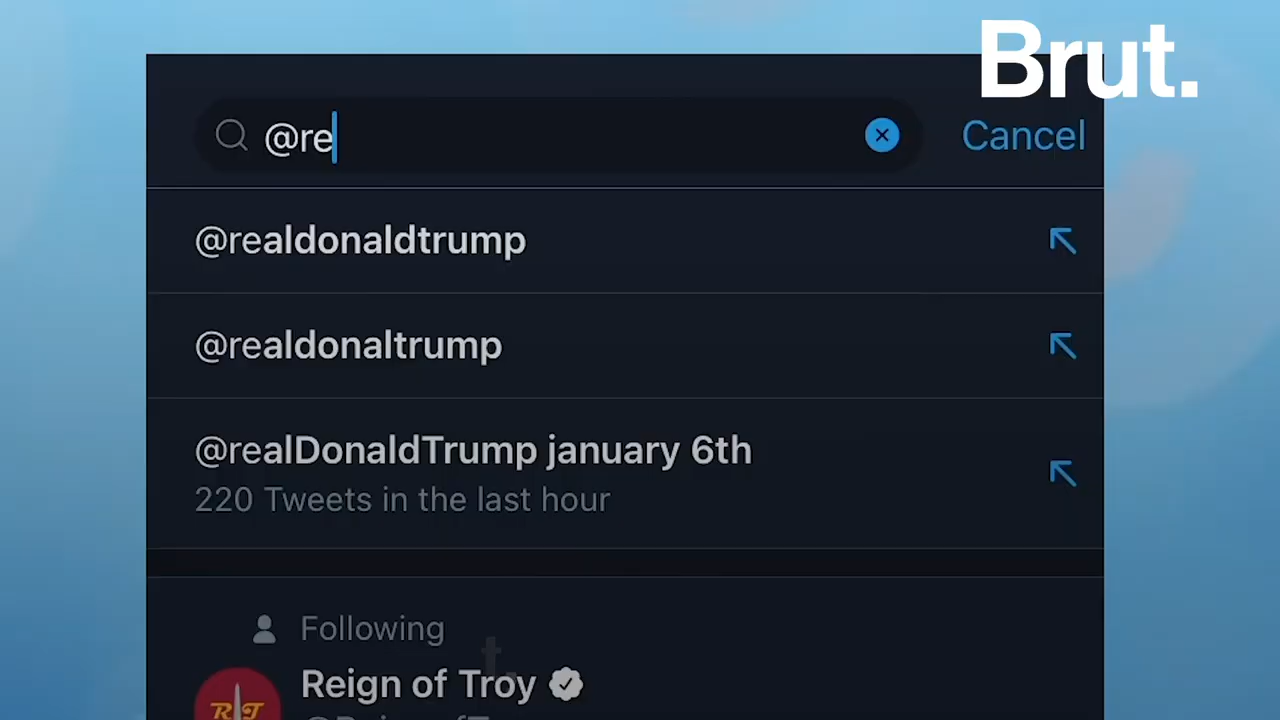 Brut.
@re
Cancel
@realdonaldtrump
@realdonaltrump
@realDonaldTrump january 6th
220 Tweets in the last hour
Following
Reign of Troy